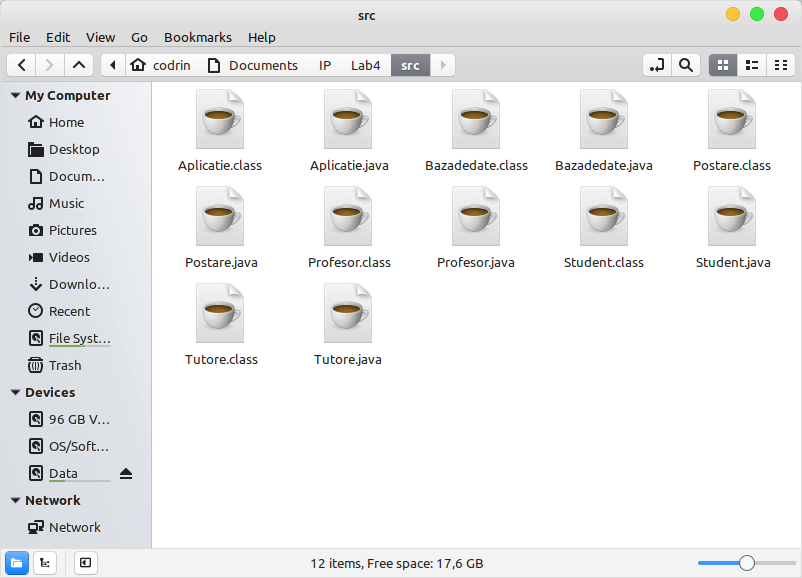 src
File Edit View Go Bookmarks Help
codrin Documents IP Lab4 src
My Computer
Home
Desktop
Docum...
Music
Pictures
Videos
Downlo...
Recent
File Syst...
Trash
Devices
96 GB V...
OS/Soft...
Data
Network
Network
Aplicatie.class Aplicatie.java Bazadedate.class Bazadedate.java Postare.class
Postare.java Profesor.class Profesor.java Student.class Student.java
Tutore.class Tutore.java
12 items, Free space: 17,6 GB